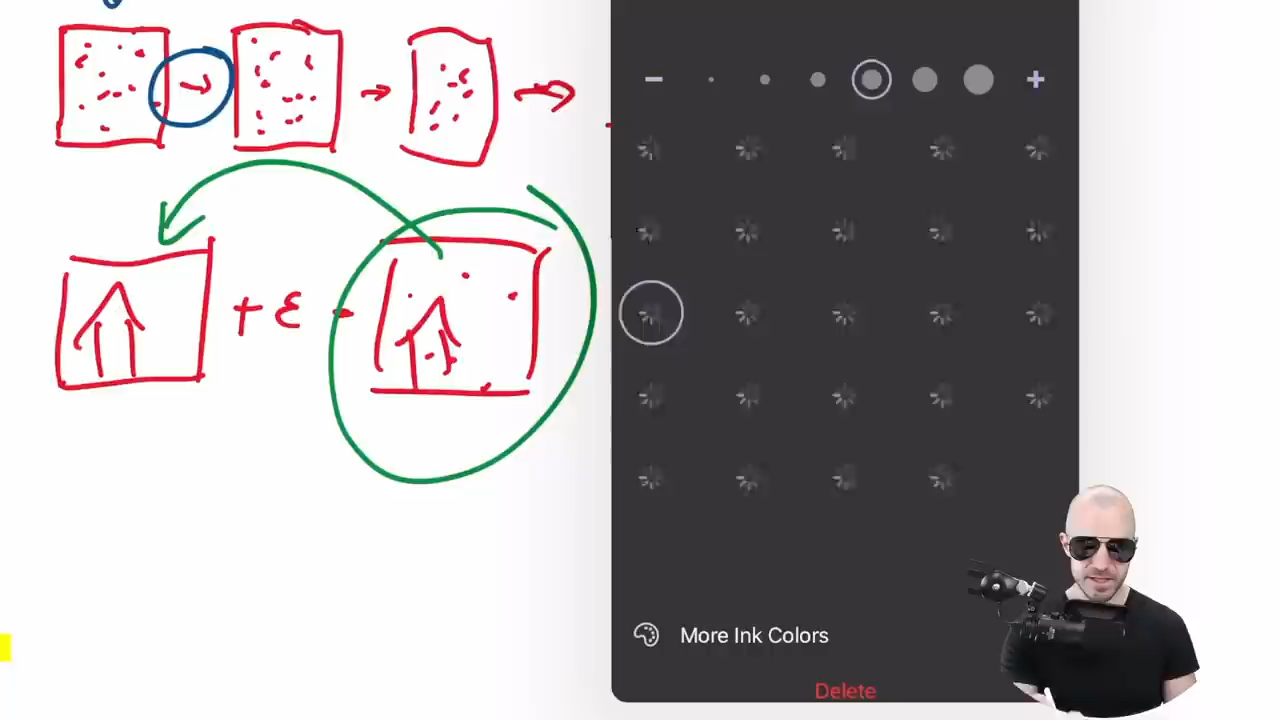 + ε
More Ink Colors
Delete